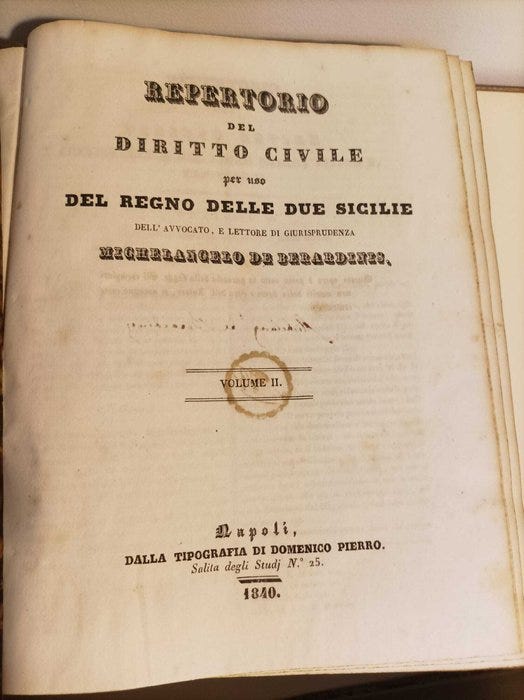 REPERTORIO
DEL
DIRITTO CIVILE
per uso
DEL REGNO DELLE DUE SICILIE
DELL' AVVOCATO, E LETTORE DI GIURISPRUDENZA
MICHELANGELO DE BERARDINIS,
VOLUME II.
Napoli,
DALLA TIPOGRAFIA DI DOMENICO PIERRO.
Salita degli Studj N.° 25.
1840.